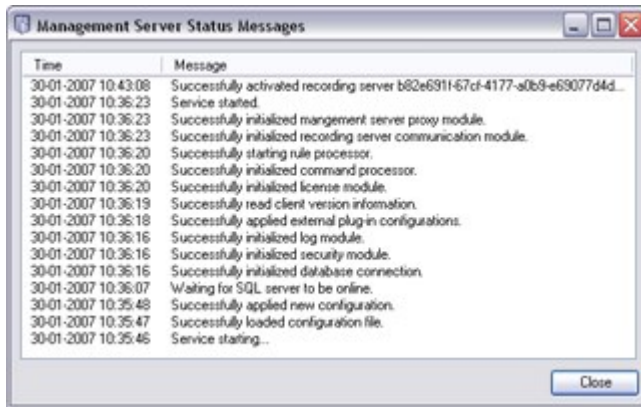 Management Server Status Messages
Time Message
30-01-2007 10:43:08 Successfully activated recording server b82e691f-67cf-4177-a0b9-e69077d4d...
30-01-2007 10:36:23 Service started.
30-01-2007 10:36:23 Successfully initialized mangement server proxy module.
30-01-2007 10:36:23 Successfully initialized recording server communication module.
30-01-2007 10:36:20 Successfully starting rule processor.
30-01-2007 10:36:20 Successfully initialized command processor.
30-01-2007 10:36:20 Successfully initialized license module.
30-01-2007 10:36:19 Successfully read client version information.
30-01-2007 10:36:18 Successfully applied external plug-in configurations.
30-01-2007 10:36:16 Successfully initialized log module.
30-01-2007 10:36:16 Successfully initialized security module.
30-01-2007 10:36:16 Successfully initialized database connection.
30-01-2007 10:36:07 Waiting for SQL server to be online.
30-01-2007 10:35:48 Successfully applied new configuration.
30-01-2007 10:35:47 Successfully loaded configuration file.
30-01-2007 10:35:46 Service starting...
Close